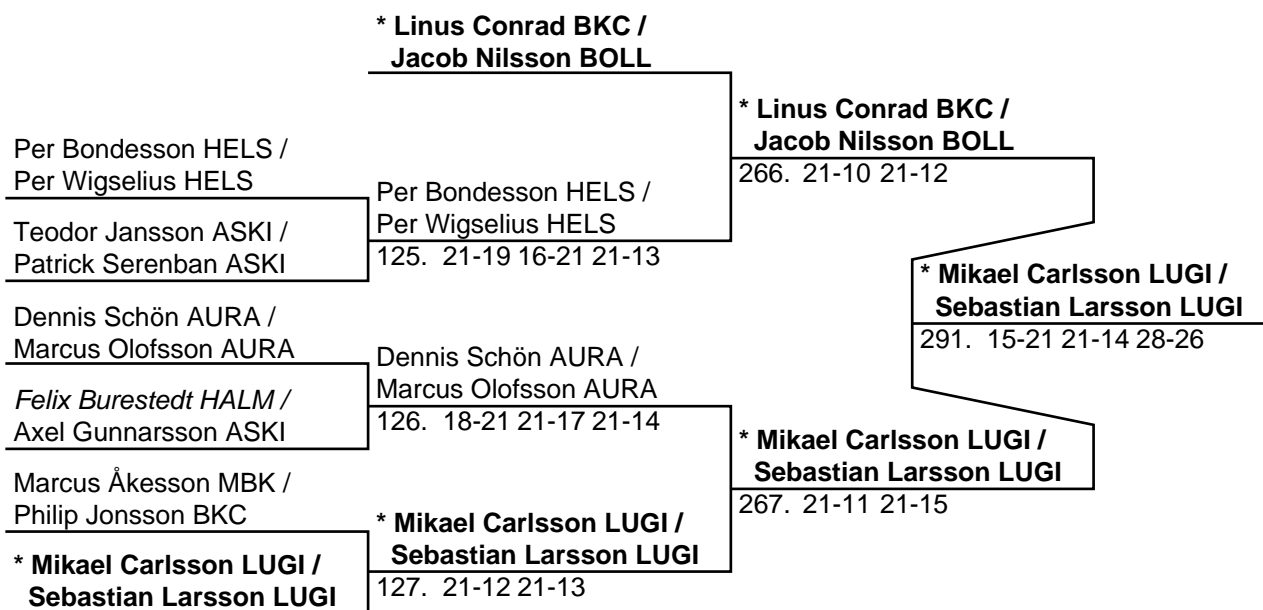 * Linus Conrad BKC /
Jacob Nilsson BOLL
* Linus Conrad BKC /
Jacob Nilsson BOLL
266. 21-10 21-12
Per Bondesson HELS /
Per Wigselius HELS
Per Bondesson HELS /
Per Wigselius HELS
125. 21-19 16-21 21-13
Teodor Jansson ASKI /
Patrick Serenban ASKI
* Mikael Carlsson LUGI /
Sebastian Larsson LUGI
291. 15-21 21-14 28-26
Dennis Schön AURA /
Marcus Olofsson AURA
Dennis Schön AURA /
Marcus Olofsson AURA
126. 18-21 21-17 21-14
Felix Burestedt HALM /
Axel Gunnarsson ASKI
* Mikael Carlsson LUGI /
Sebastian Larsson LUGI
267. 21-11 21-15
Marcus Åkesson MBK /
Philip Jonsson BKC
* Mikael Carlsson LUGI /
Sebastian Larsson LUGI
127. 21-12 21-13
* Mikael Carlsson LUGI /
Sebastian Larsson LUGI